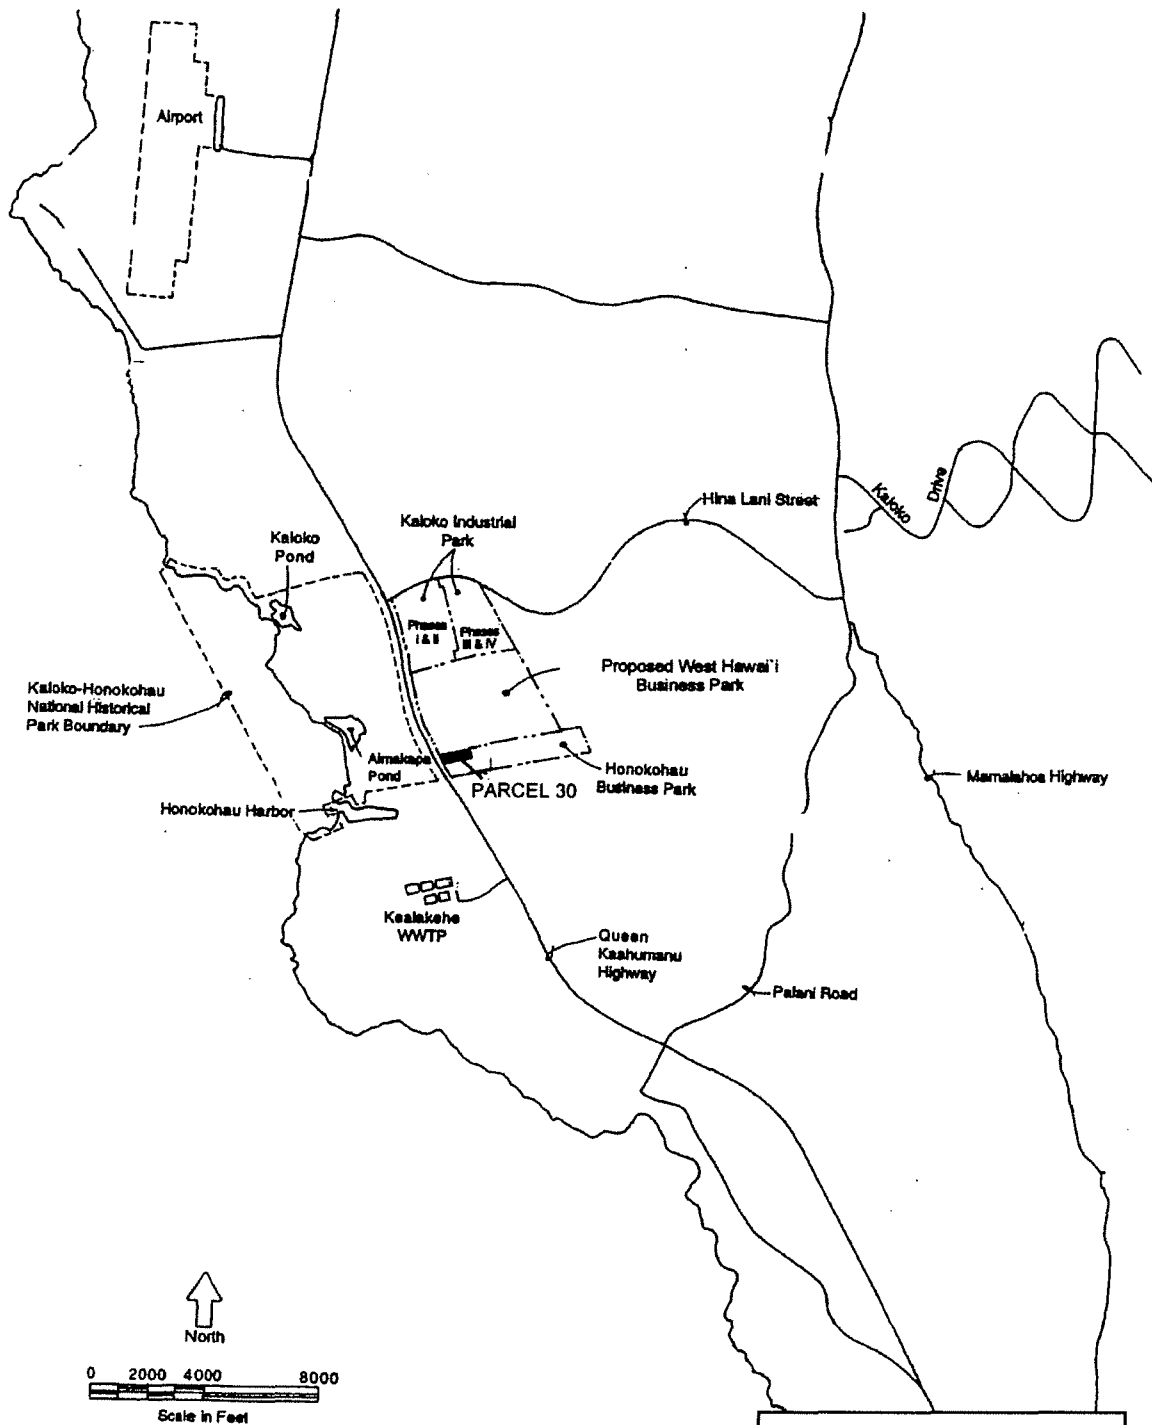 Airport
Kaloko
Drive
Hina Lani Street
Kaloko Industrial
Park
Kaloko
Pond
Phases
I & II
Phases
III & IV
Proposed West Hawai`i
Business Park
Kaloko-Honokohau
National Historical
Park Boundary
Aimakapa
Pond
Honokohau
Business Park
PARCEL 30
Mamalahoa Highway
Honokohau Harbor
Kealakehe
WWTP
Queen
Kaahumanu
Highway
Palani Road
North
0 2000 4000 8000
Scale in Feet